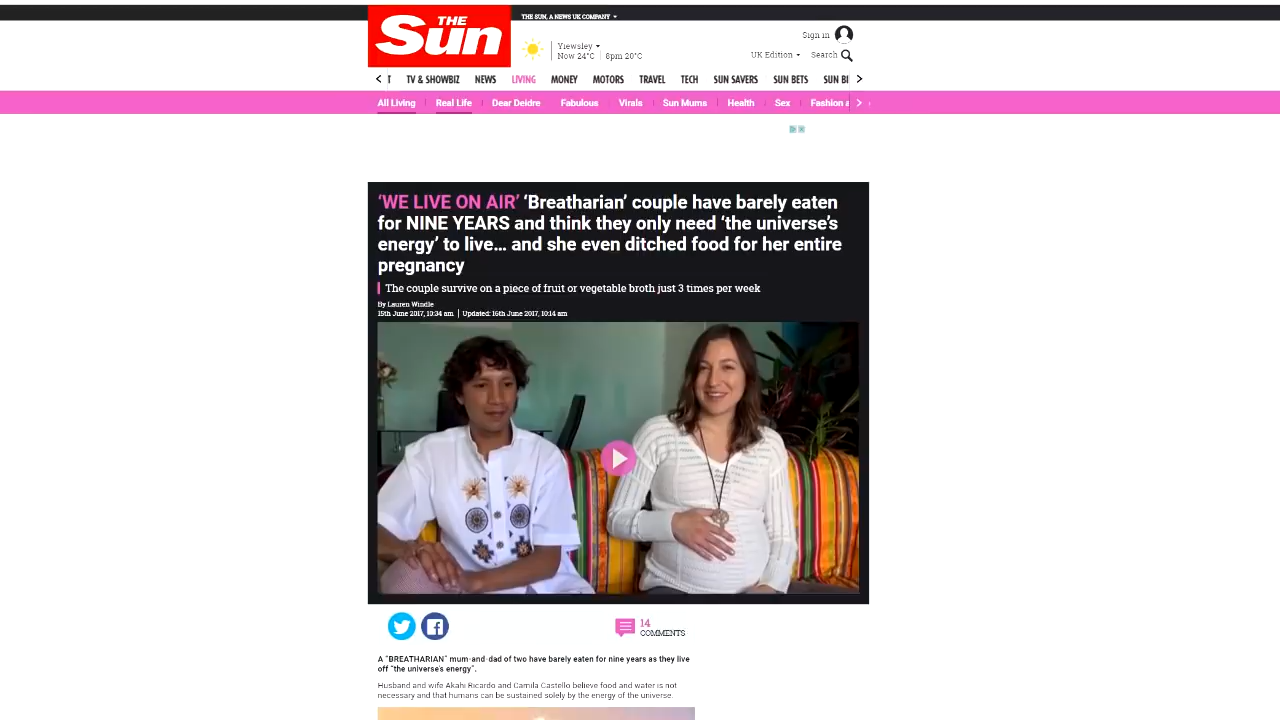 THE SUN, A NEWS UK COMPANY
THE
Sun
Yiewsley
Now 24°C
8pm 20°C
Sign in
UK Edition
Search
T TV & SHOWBIZ NEWS LIVING MONEY MOTORS TRAVEL TECH SUN SAVERS SUN BETS SUN BI
All Living Real Life Dear Deidre Fabulous Virals Sun Mums Health Sex Fashion a
‘WE LIVE ON AIR’ ‘Breatharian’ couple have barely eaten
for NINE YEARS and think they only need ‘the universe’s
energy’ to live… and she even ditched food for her entire
pregnancy
The couple survive on a piece of fruit or vegetable broth just 3 times per week
By Lauren Windle
15th June 2017, 10:34 am Updated: 16th June 2017, 10:14 am
14
COMMENTS
A "BREATHARIAN" mum-and-dad of two have barely eaten for nine years as they live
off "the universe's energy".
Husband and wife Akahi Ricardo and Camila Castello believe food and water is not
necessary and that humans can be sustained solely by the energy of the universe.